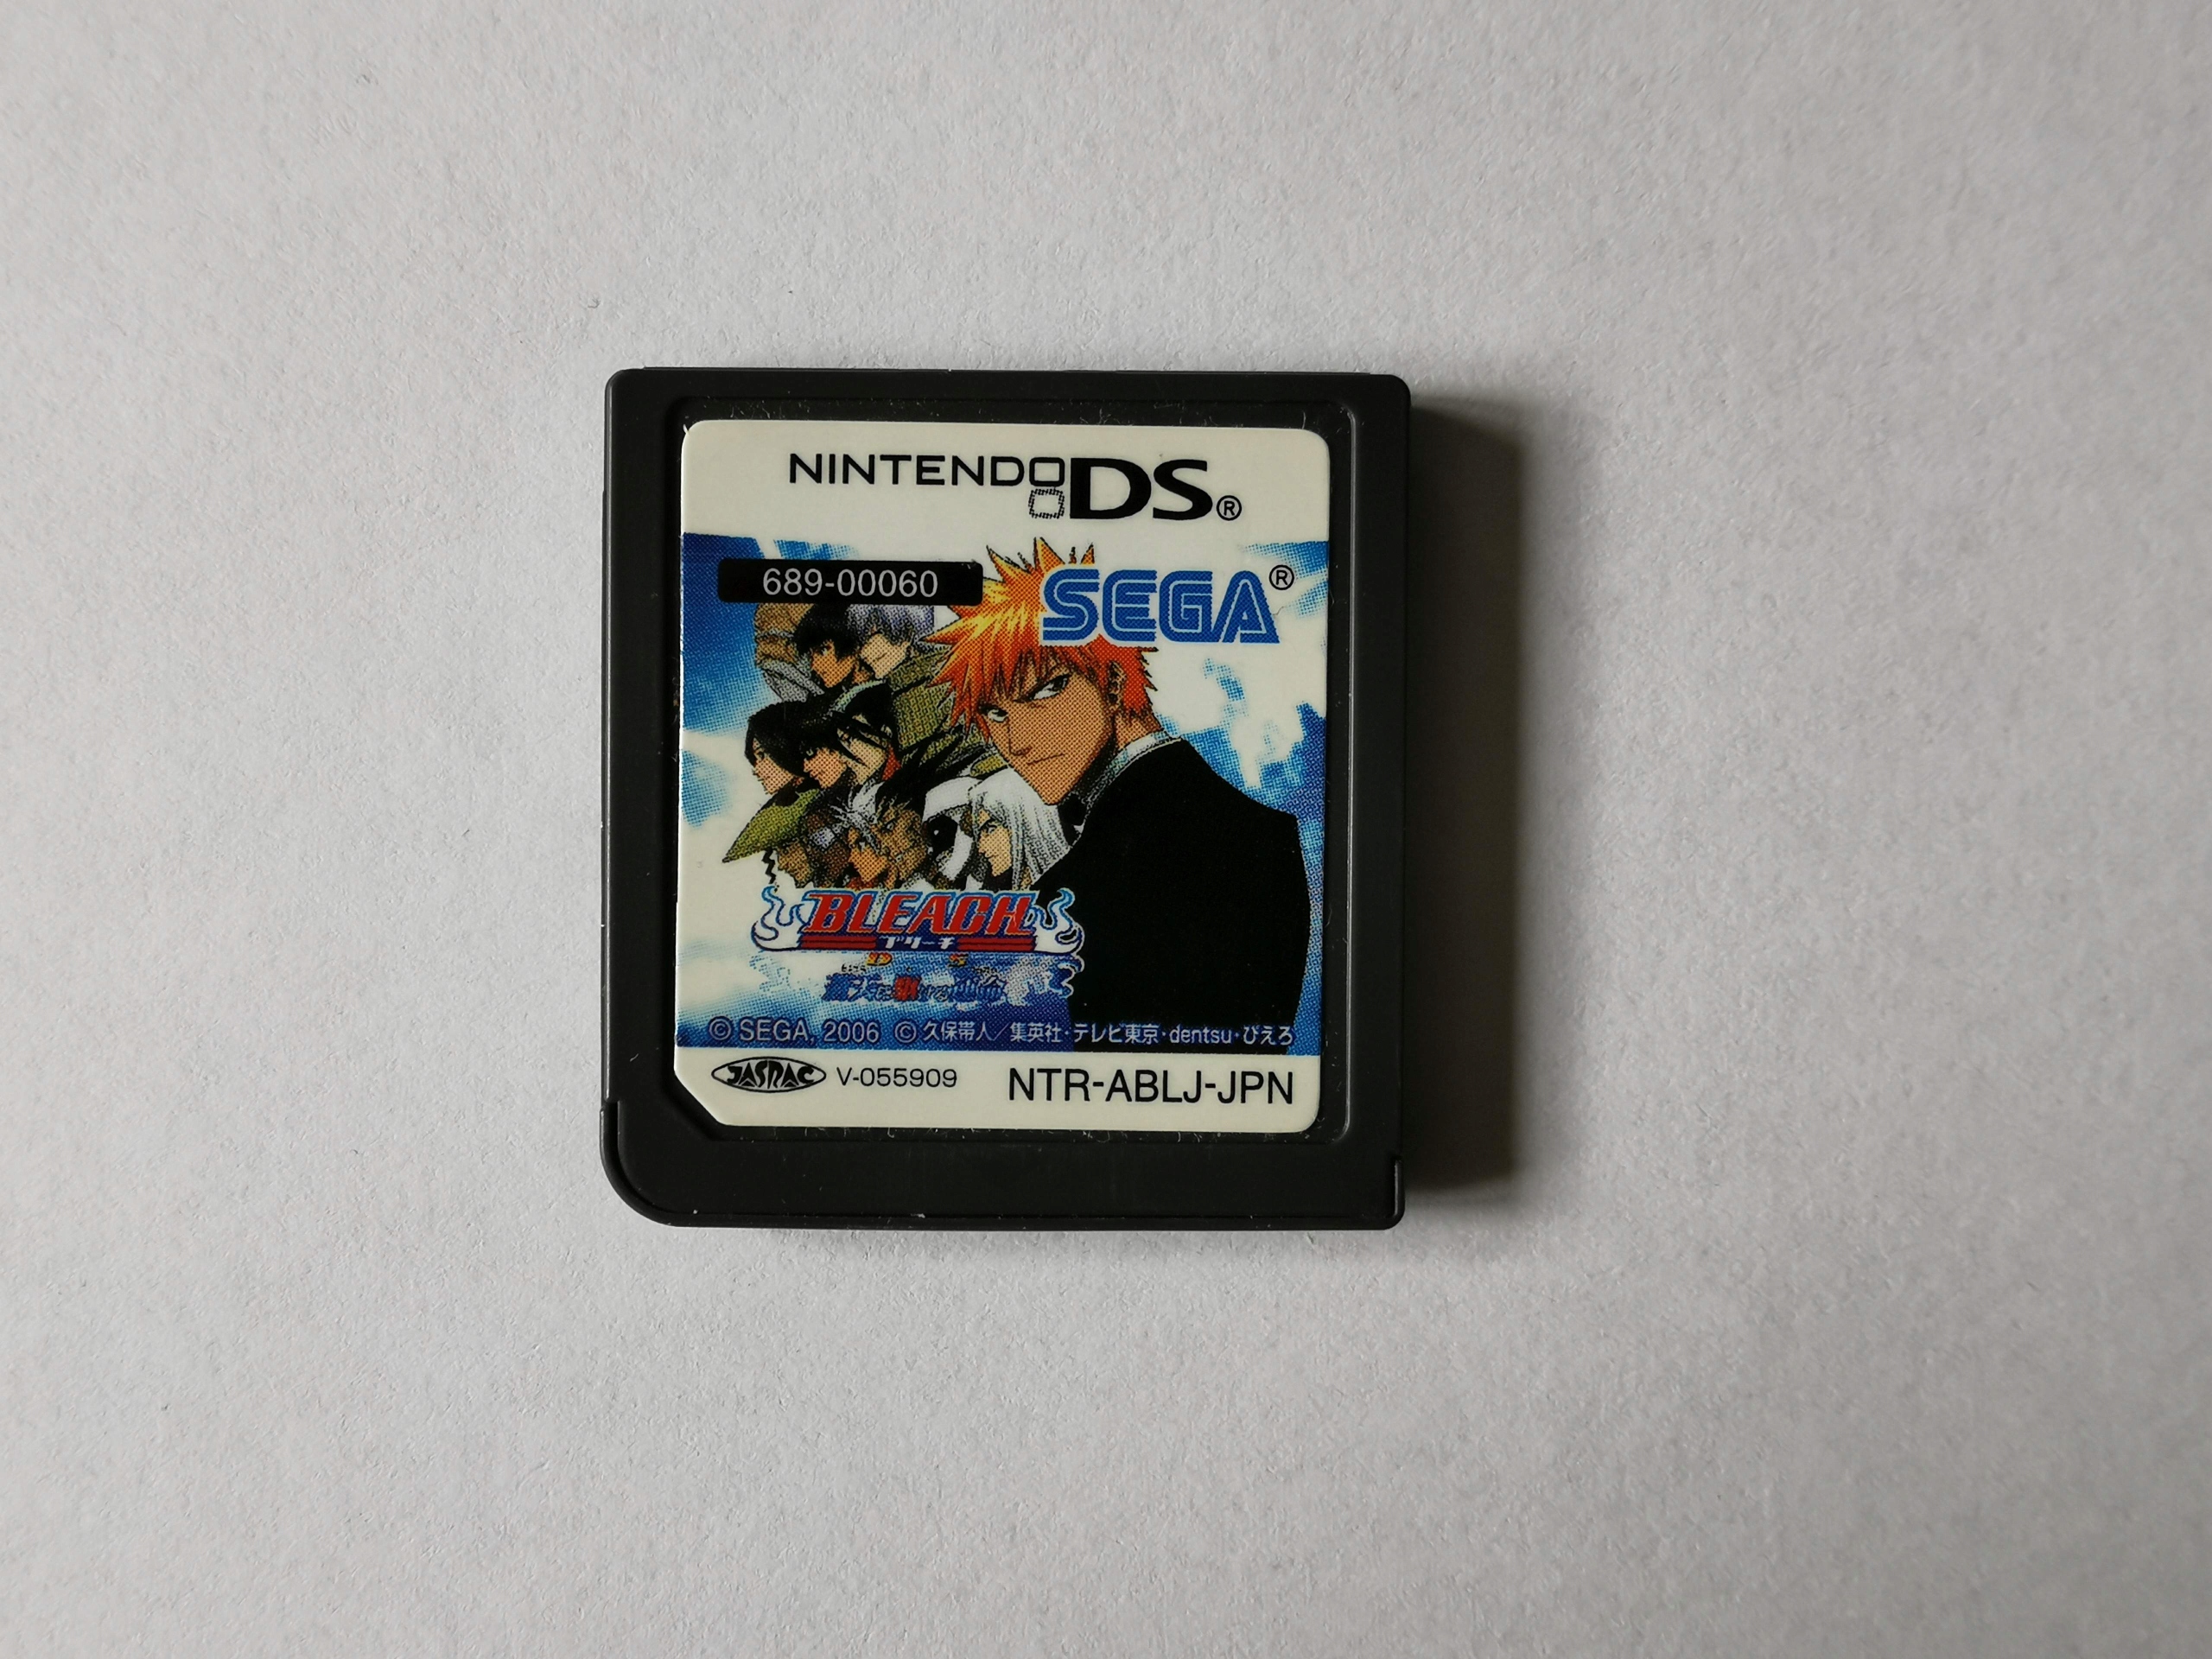 NINTENDO DS®
689-00060
SEGA®
BLEACH
ブリーチ
DS
蒼天に駆ける運命
© SEGA, 2006 © 久保帯人／集英社・テレビ東京・dentsu・ぴえろ
JASRAC V-055909 NTR-ABLJ-JPN